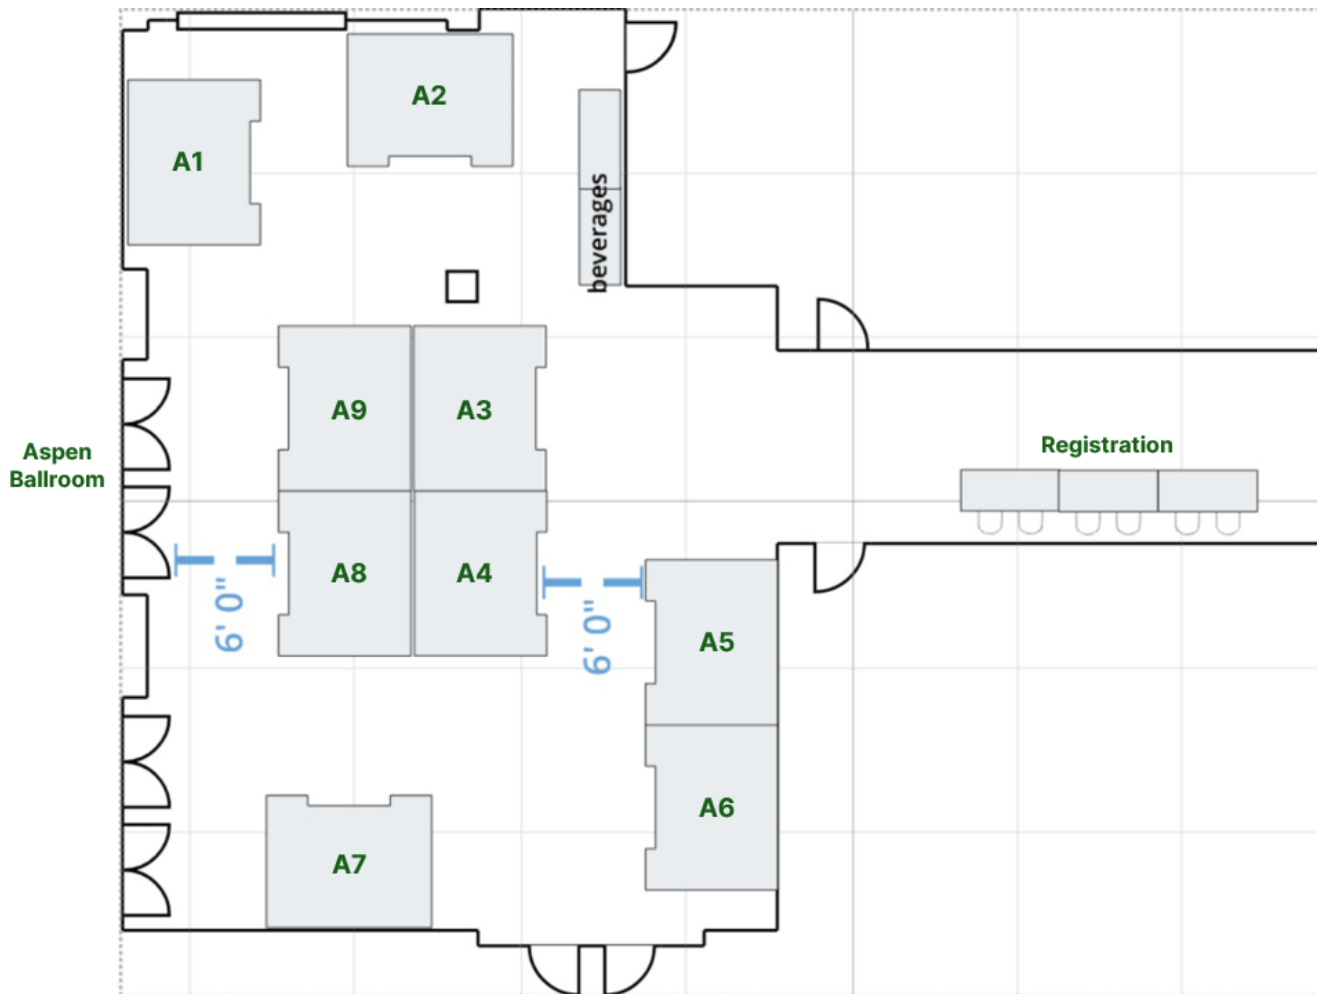 A2
A1
beverages
A9
A3
Aspen
Ballroom
Registration
A8
A4
6' 0"
6' 0"
A5
A6
A7